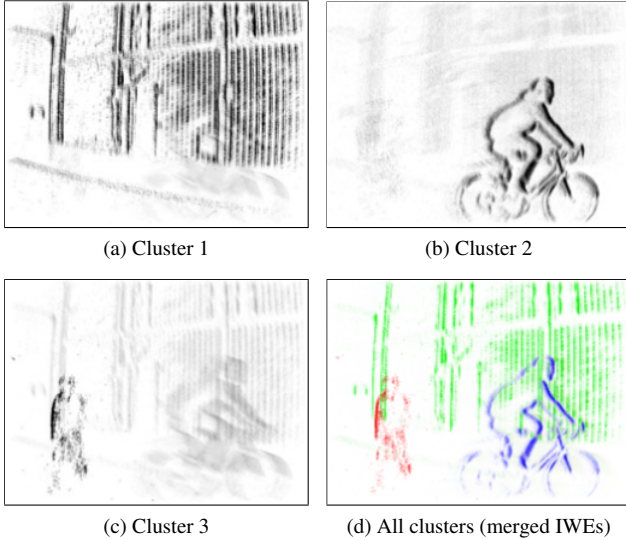 (a) Cluster 1
(b) Cluster 2
(c) Cluster 3
(d) All clusters (merged IWEs)